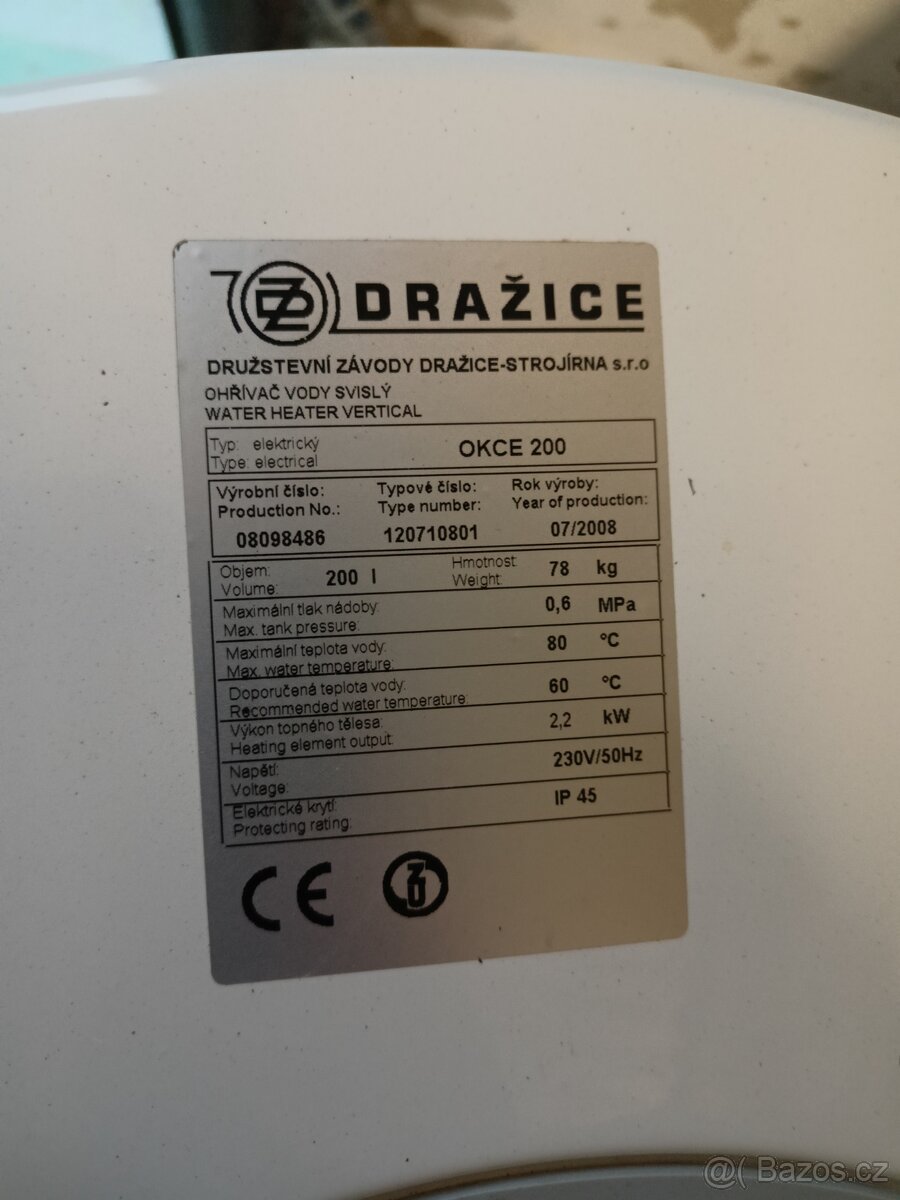 DZD DRAŽICE
DRUŽSTEVNÍ ZÁVODY DRAŽICE-STROJÍRNA s.r.o
OHŘÍVAČ VODY SVISLÝ
WATER HEATER VERTICAL
Typ: elektrický
Type: electrical
OKCE 200
Výrobní číslo: Typové číslo: Rok výroby:
Production No.: Type number: Year of production:
08098486 120710801 07/2008
Objem: Hmotnost:
Volume: 200 l Weight: 78 kg
Maximální tlak nádoby: 0,6 MPa
Max. tank pressure:
Maximální teplota vody: 80 °C
Max. water temperature:
Doporučená teplota vody: 60 °C
Recommended water temperature:
Výkon topného tělesa: 2,2 kW
Heating element output:
Napětí: 230V/50Hz
Voltage:
Elektrické krytí: IP 45
Protecting rating:
CE
@( Bazos.cz